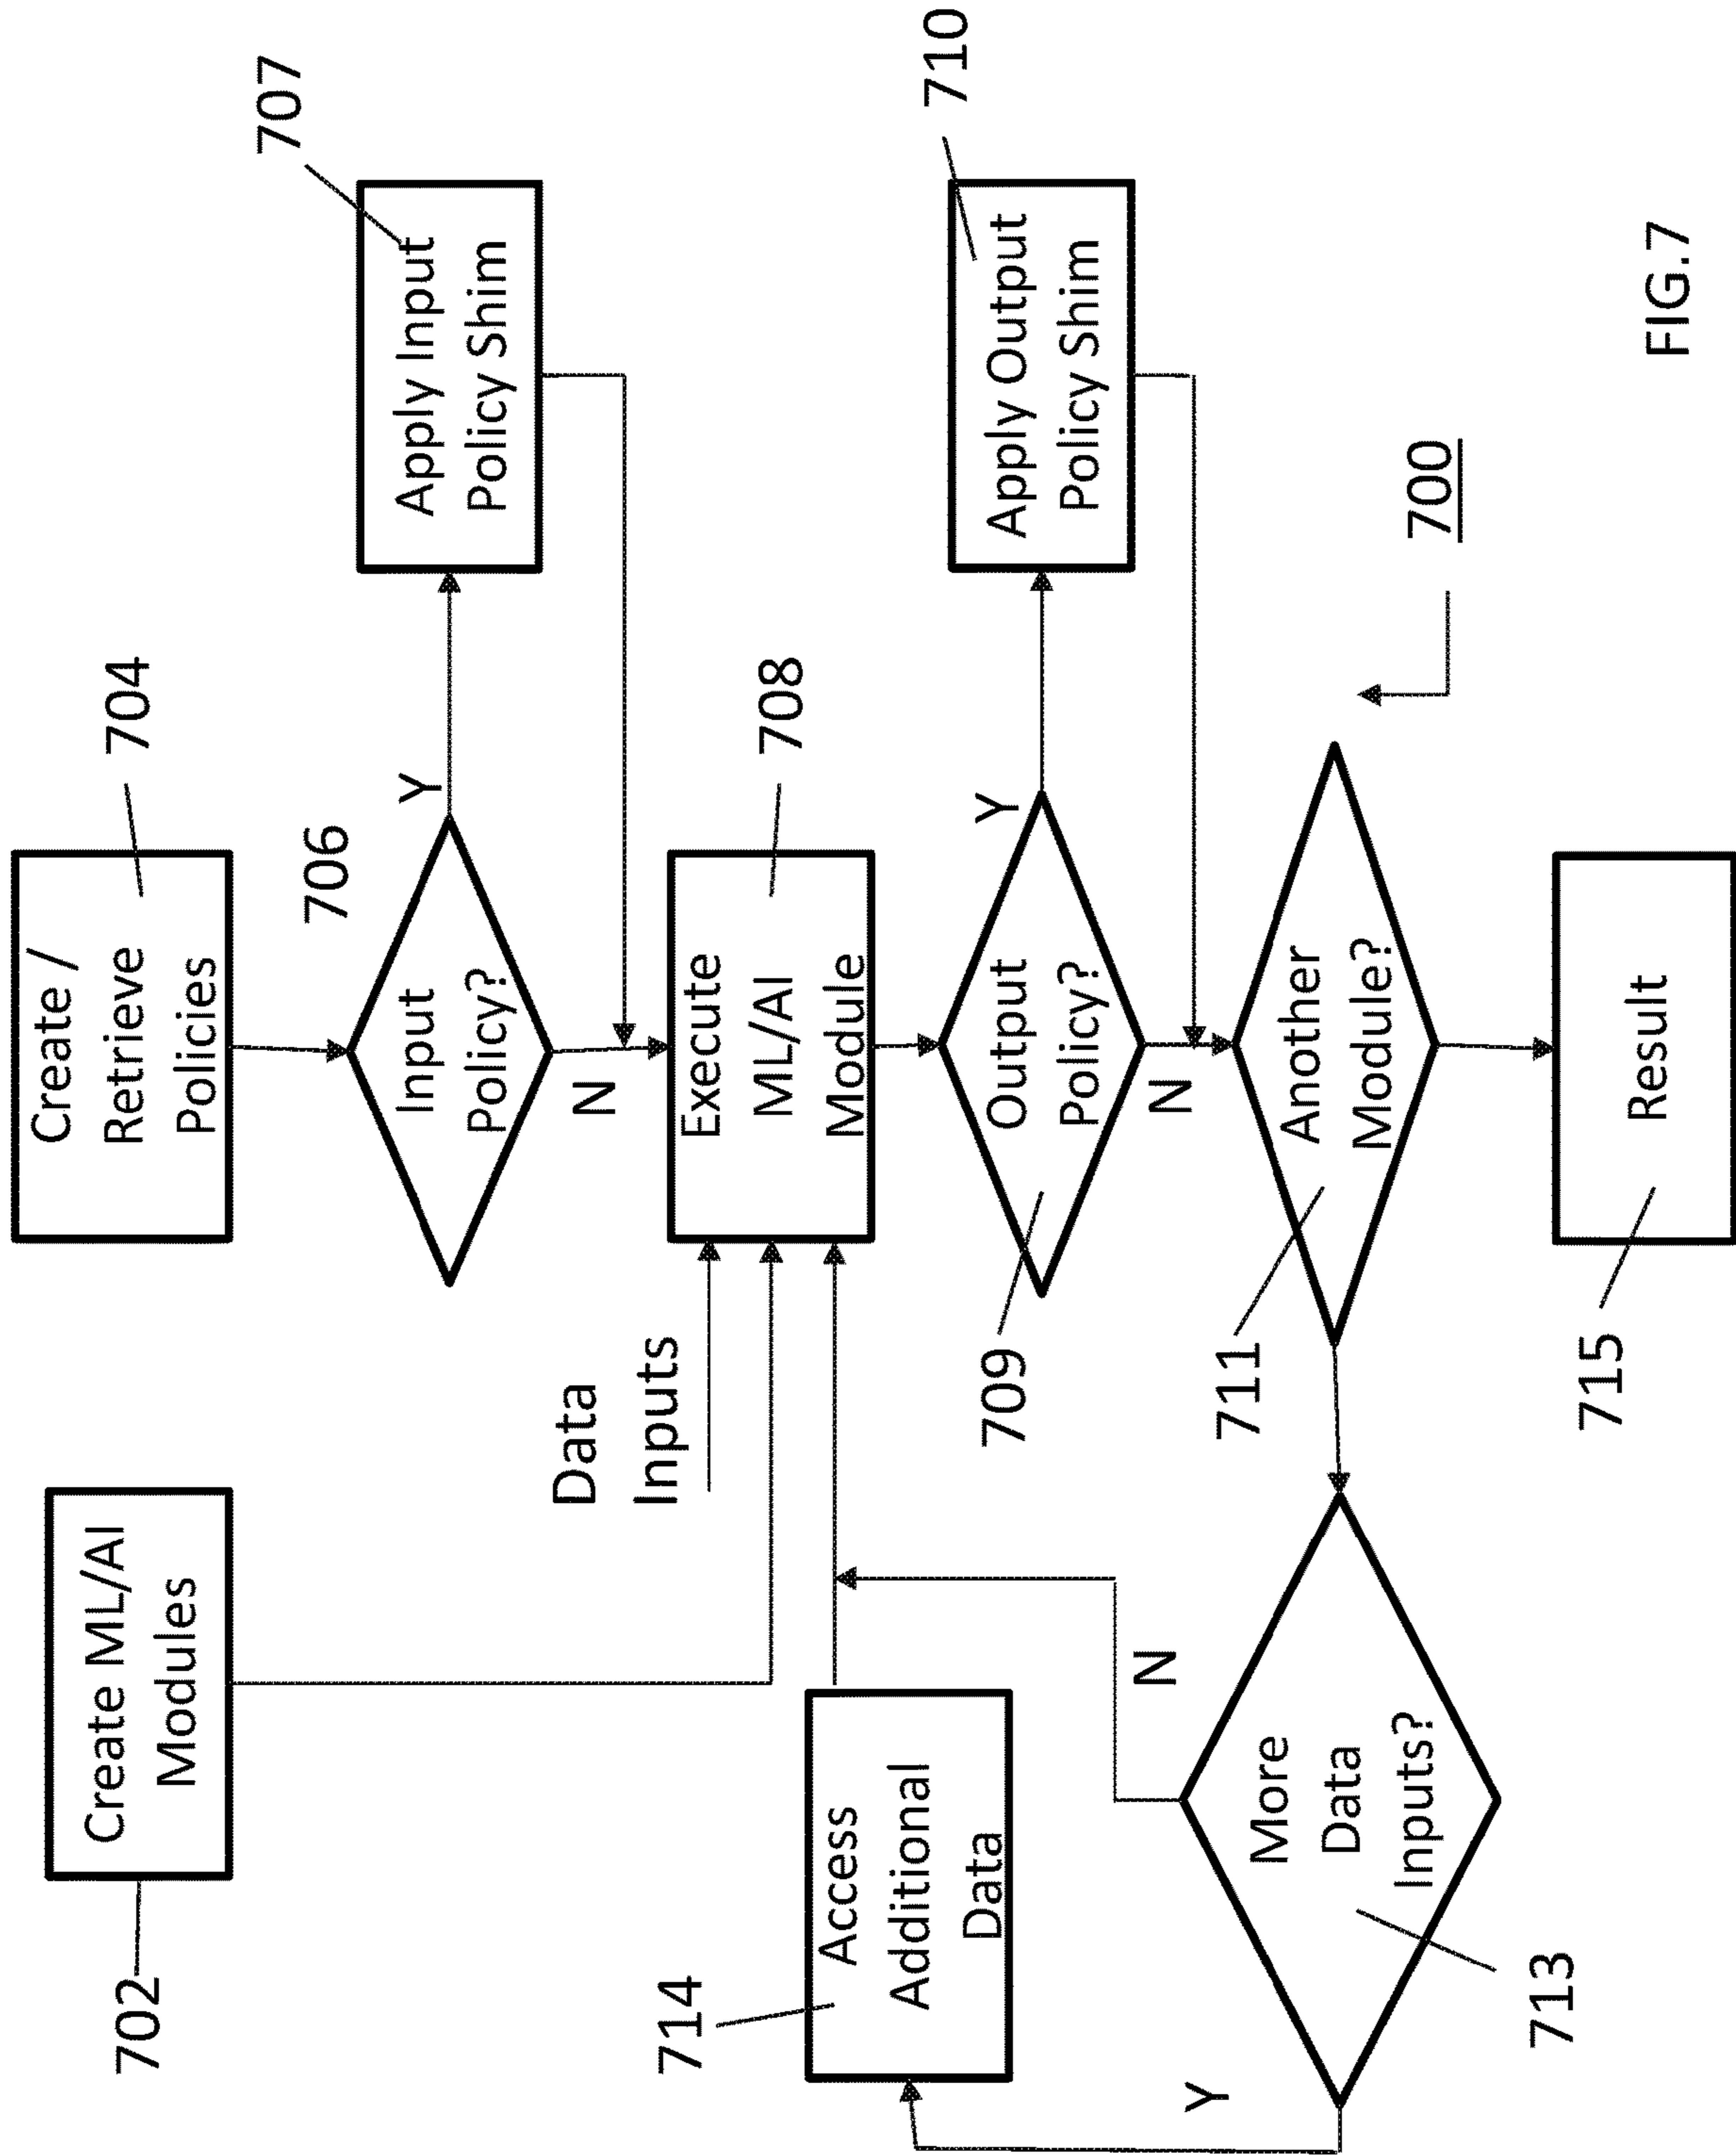 702
Create ML/AI
Modules
Create /
Retrieve
Policies
704
706
Input
Policy?
Y
N
Apply Input
Policy Shim
707
Data
Inputs
Execute
ML/AI
Module
708
714
Access
Additional
Data
709
Output
Policy?
Y
N
Apply Output
Policy Shim
710
Y
More
Data
Inputs?
N
713
711
Another
Module?
700
715
Result
FIG.7